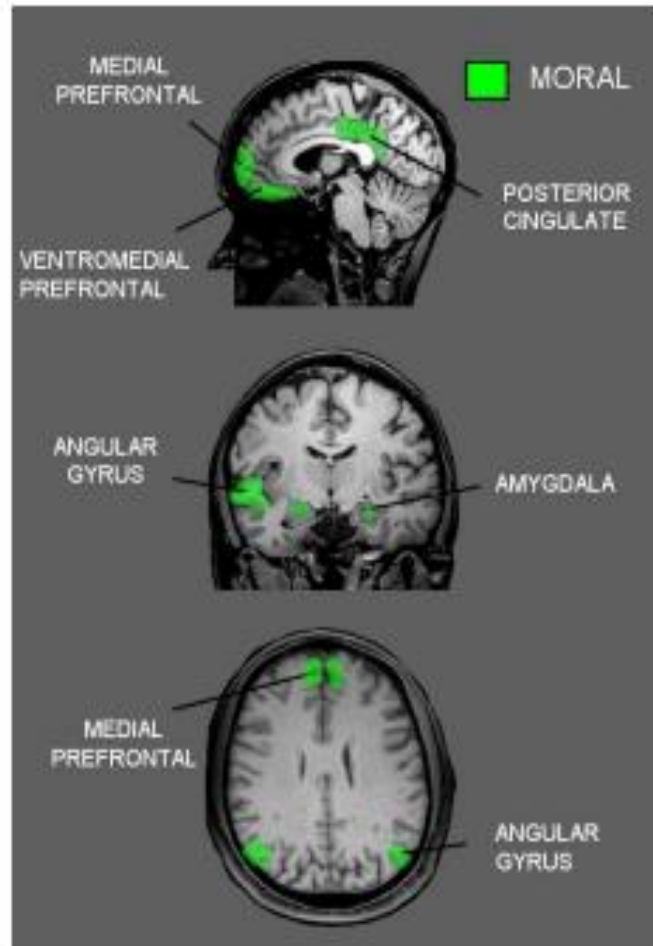 MEDIAL
PREFRONTAL
MORAL
POSTERIOR
CINGULATE
VENTROMEDIAL
PREFRONTAL
ANGULAR
GYRUS
AMYGDALA
MEDIAL
PREFRONTAL
ANGULAR
GYRUS